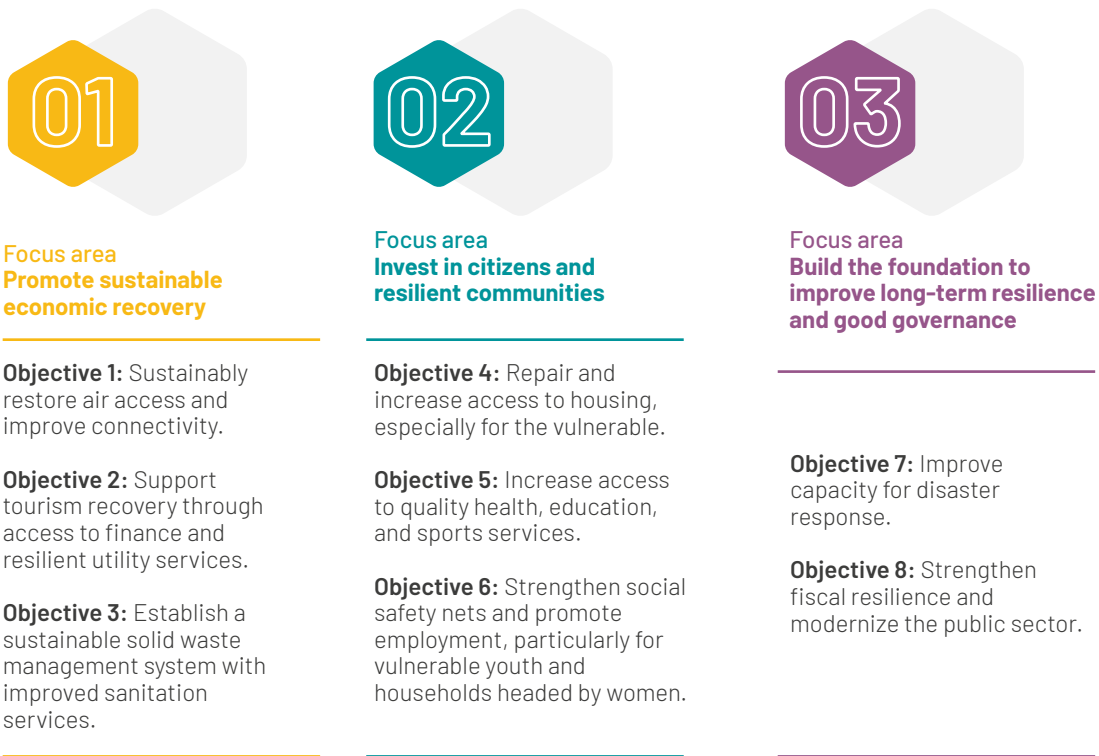 01
Focus area
Promote sustainable
economic recovery
Objective 1: Sustainably
restore air access and
improve connectivity.
Objective 2: Support
tourism recovery through
access to finance and
resilient utility services.
Objective 3: Establish a
sustainable solid waste
management system with
improved sanitation
services.
02
Focus area
Invest in citizens and
resilient communities
Objective 4: Repair and
increase access to housing,
especially for the vulnerable.
Objective 5: Increase access
to quality health, education,
and sports services.
Objective 6: Strengthen social
safety nets and promote
employment, particularly for
vulnerable youth and
households headed by women.
03
Focus area
Build the foundation to
improve long-term resilience
and good governance
Objective 7: Improve
capacity for disaster
response.
Objective 8: Strengthen
fiscal resilience and
modernize the public sector.